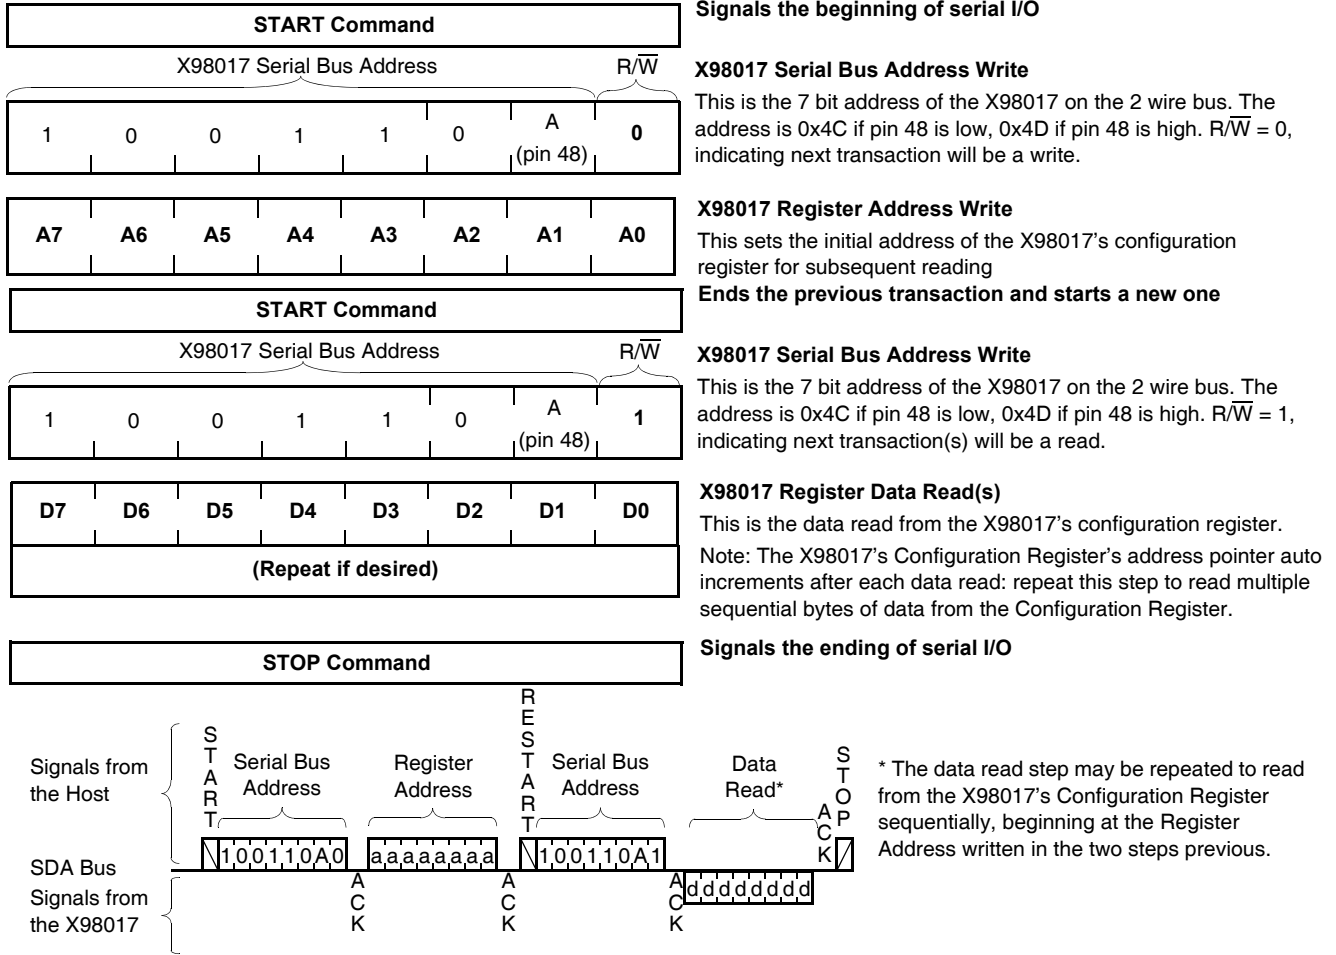 START Command
Signals the beginning of serial I/O
X98017 Serial Bus Address R/W̅
1 0 0 1 1 0 A (pin 48) 0
X98017 Serial Bus Address Write
This is the 7 bit address of the X98017 on the 2 wire bus. The
address is 0x4C if pin 48 is low, 0x4D if pin 48 is high. R/W̅ = 0,
indicating next transaction will be a write.
A7 A6 A5 A4 A3 A2 A1 A0
X98017 Register Address Write
This sets the initial address of the X98017's configuration
register for subsequent reading
START Command
Ends the previous transaction and starts a new one
X98017 Serial Bus Address R/W̅
1 0 0 1 1 0 A (pin 48) 1
X98017 Serial Bus Address Write
This is the 7 bit address of the X98017 on the 2 wire bus. The
address is 0x4C if pin 48 is low, 0x4D if pin 48 is high. R/W̅ = 1,
indicating next transaction(s) will be a read.
D7 D6 D5 D4 D3 D2 D1 D0
(Repeat if desired)
X98017 Register Data Read(s)
This is the data read from the X98017's configuration register.
Note: The X98017's Configuration Register's address pointer auto
increments after each data read: repeat this step to read multiple
sequential bytes of data from the Configuration Register.
STOP Command
Signals the ending of serial I/O
Signals from
the Host
START
Serial Bus
Address
Register
Address
RESTART
Serial Bus
Address
Data
Read*
ACK
STOP
SDA Bus
1 0 0 1 1 0 A 0
a a a a a a a a
1 0 0 1 1 0 A 1
Signals from
the X98017
ACK
ACK
ACK
d d d d d d d d
* The data read step may be repeated to read
from the X98017's Configuration Register
sequentially, beginning at the Register
Address written in the two steps previous.